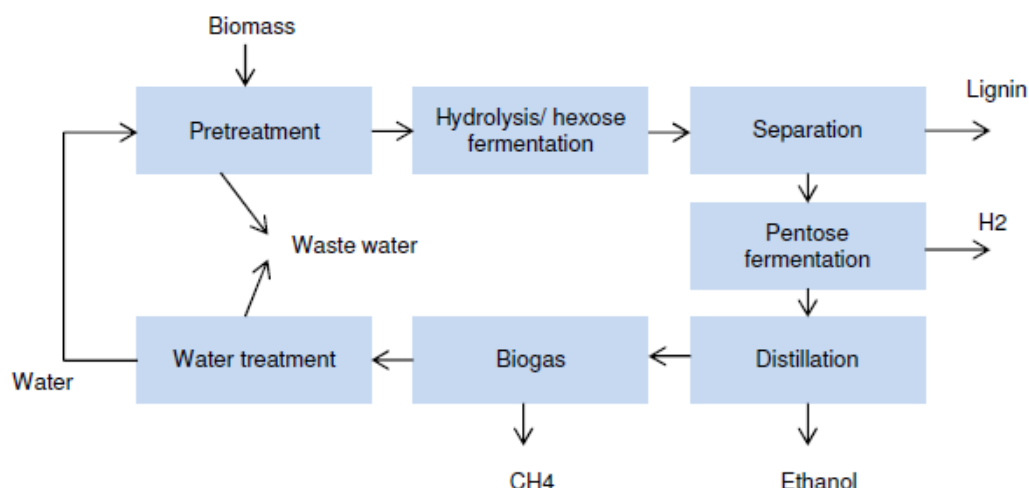 Biomass
Pretreatment
Hydrolysis/ hexose
fermentation
Separation
Lignin
Pentose
fermentation
H2
Waste water
Water treatment
Biogas
Distillation
Water
CH4
Ethanol